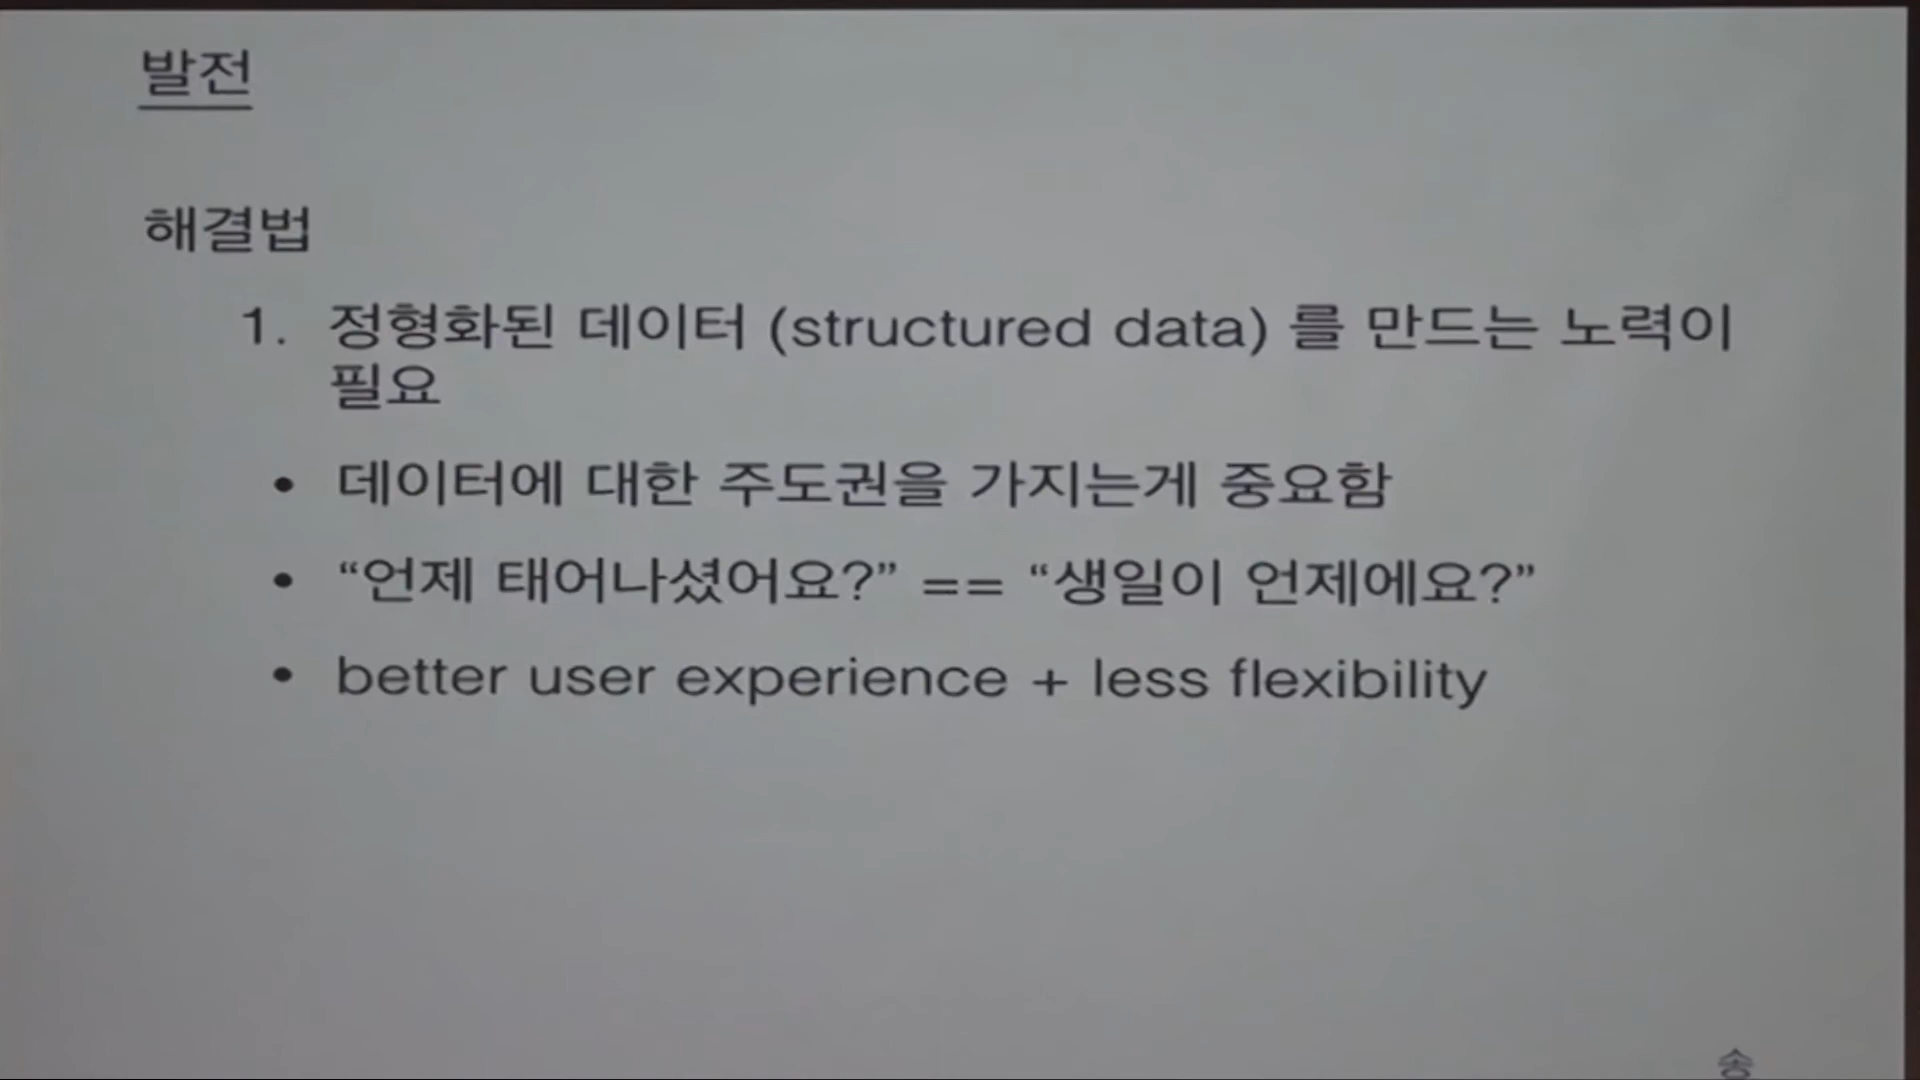 발전
해결법
1. 정형화된 데이터 (structured data) 를 만드는 노력이
필요
• 데이터에 대한 주도권을 가지는게 중요함
• “언제 태어나셨어요?” == “생일이 언제에요?”
• better user experience + less flexibility
송